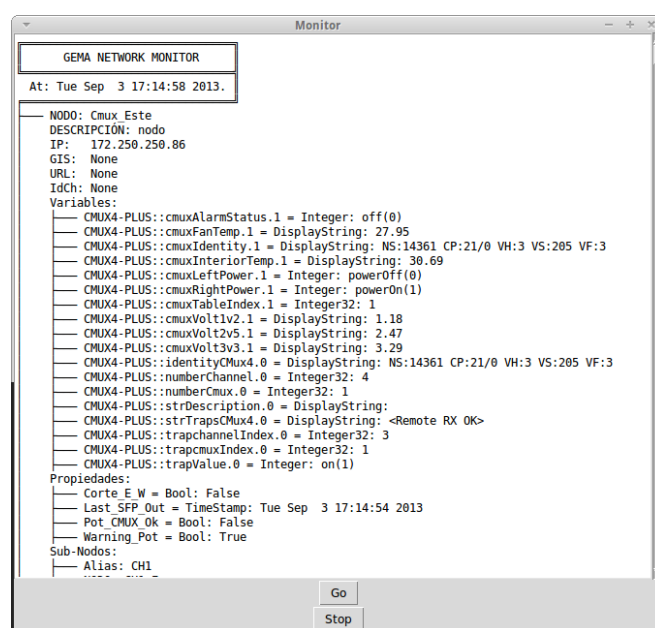 Monitor
GEMA NETWORK MONITOR
At: Tue Sep  3 17:14:58 2013.
NODO: Cmux_Este
DESCRIPCIÓN: nodo
IP:   172.250.250.86
GIS:  None
URL:  None
IdCh: None
Variables:
CMUX4-PLUS::cmuxAlarmStatus.1 = Integer: off(0)
CMUX4-PLUS::cmuxFanTemp.1 = DisplayString: 27.95
CMUX4-PLUS::cmuxIdentity.1 = DisplayString: NS:14361 CP:21/0 VH:3 VS:205 VF:3
CMUX4-PLUS::cmuxInteriorTemp.1 = DisplayString: 30.69
CMUX4-PLUS::cmuxLeftPower.1 = Integer: powerOff(0)
CMUX4-PLUS::cmuxRightPower.1 = Integer: powerOn(1)
CMUX4-PLUS::cmuxTableIndex.1 = Integer32: 1
CMUX4-PLUS::cmuxVolt1v2.1 = DisplayString: 1.18
CMUX4-PLUS::cmuxVolt2v5.1 = DisplayString: 2.47
CMUX4-PLUS::cmuxVolt3v3.1 = DisplayString: 3.29
CMUX4-PLUS::identityCMux4.0 = DisplayString: NS:14361 CP:21/0 VH:3 VS:205 VF:3
CMUX4-PLUS::numberChannel.0 = Integer32: 4
CMUX4-PLUS::numberCmux.0 = Integer32: 1
CMUX4-PLUS::strDescription.0 = DisplayString:
CMUX4-PLUS::strTrapsCMux4.0 = DisplayString: <Remote RX OK>
CMUX4-PLUS::trapchannelIndex.0 = Integer32: 3
CMUX4-PLUS::trapcmuxIndex.0 = Integer32: 1
CMUX4-PLUS::trapValue.0 = Integer: on(1)
Propiedades:
Corte_E_W = Bool: False
Last_SFP_Out = TimeStamp: Tue Sep  3 17:14:54 2013
Pot_CMUX_Ok = Bool: False
Warning_Pot = Bool: True
Sub-Nodos:
Alias: CH1
Go
Stop